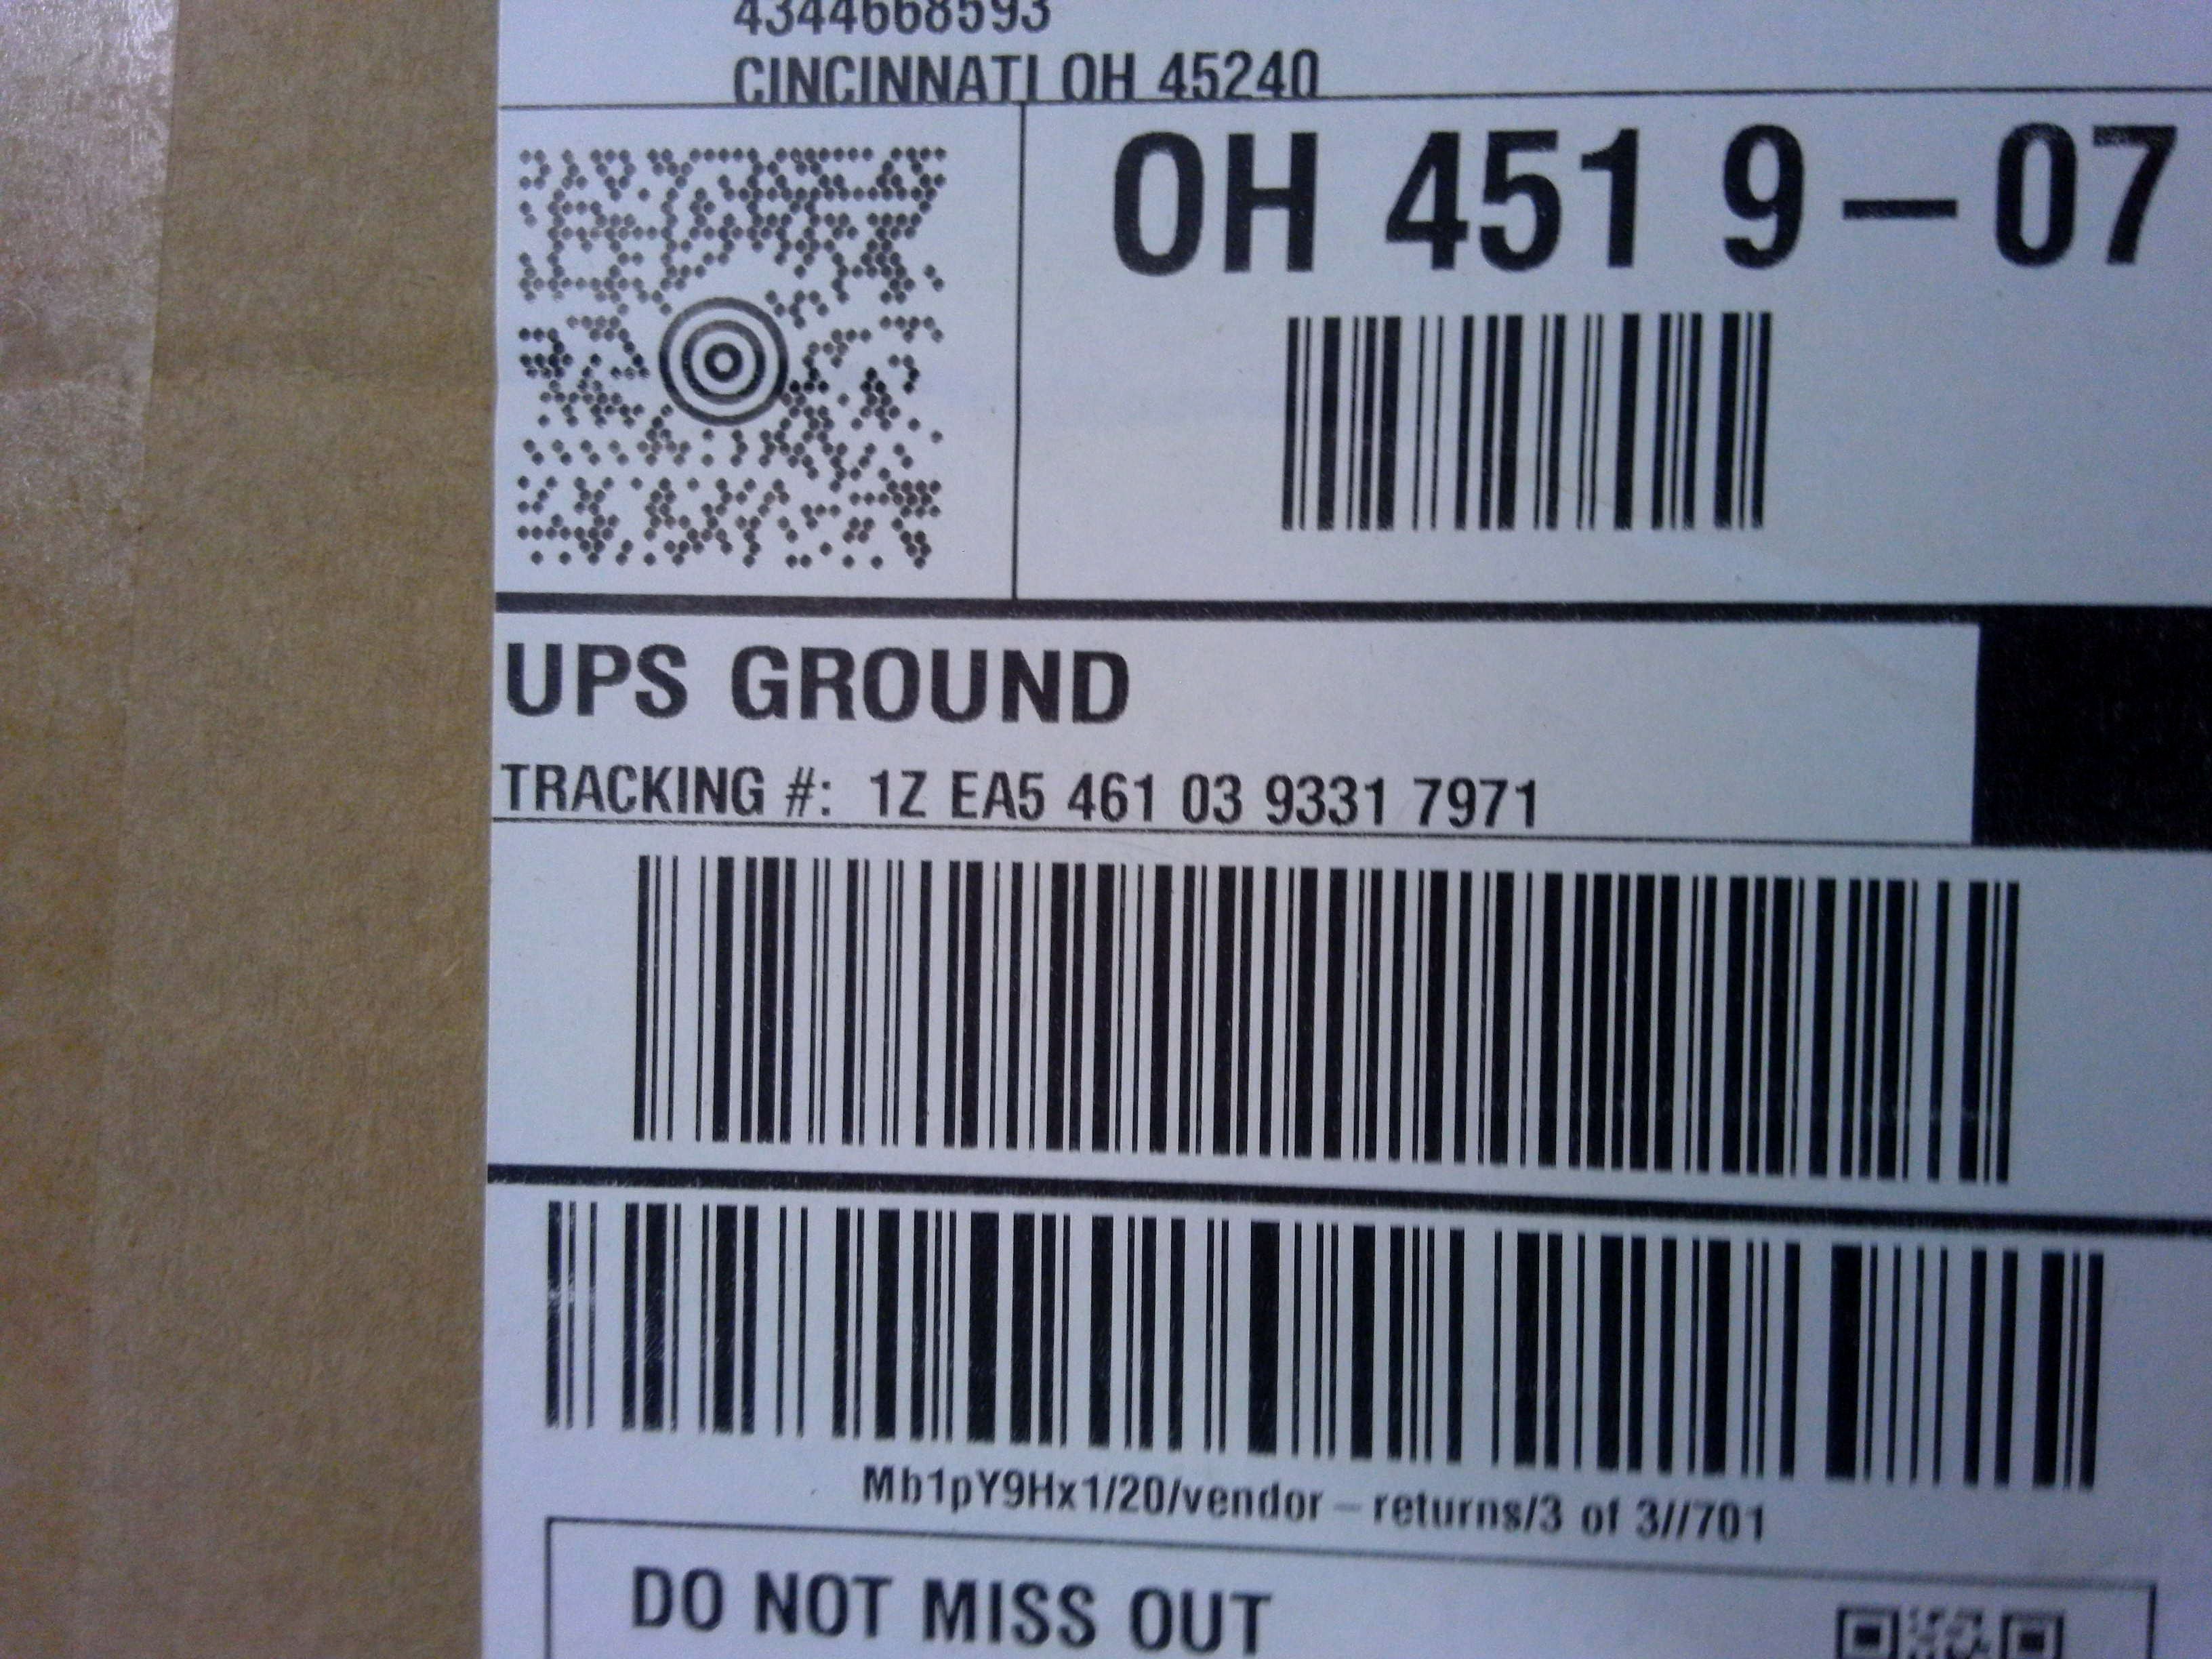 4344668593
CINCINNATI OH 45240
OH 451 9-07
UPS GROUND
TRACKING #: 1Z EA5 461 03 9331 7971
Mb1pY9Hx1/20/vendor-returns/3 of 3//701
DO NOT MISS OUT